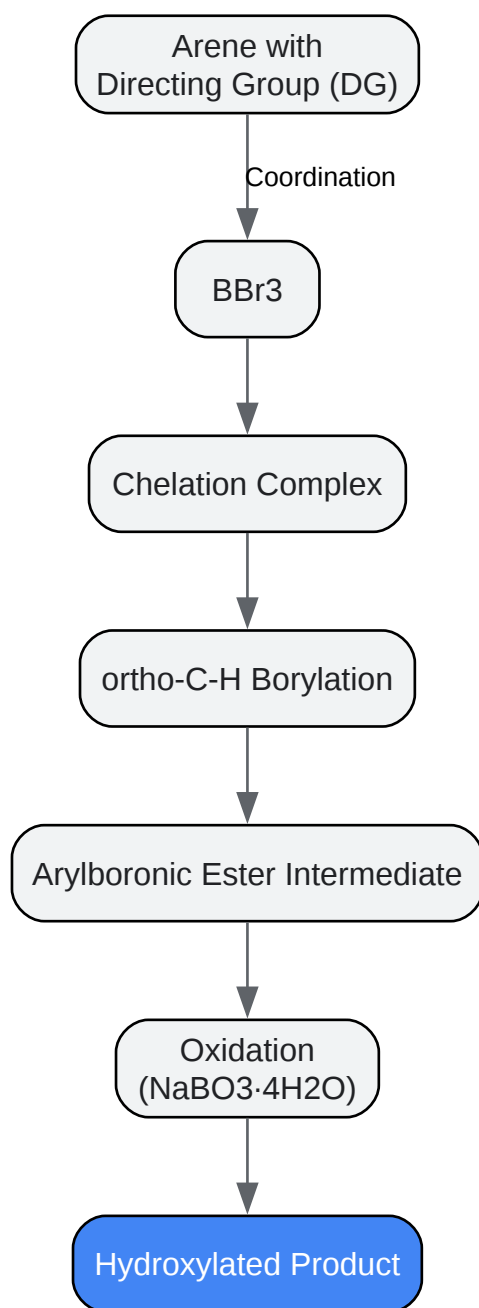 Arene with
Directing Group (DG)
Coordination
BBr3
Chelation Complex
ortho-C-H Borylation
Arylboronic Ester Intermediate
Oxidation
(NaBO3·4H2O)
Hydroxylated Product